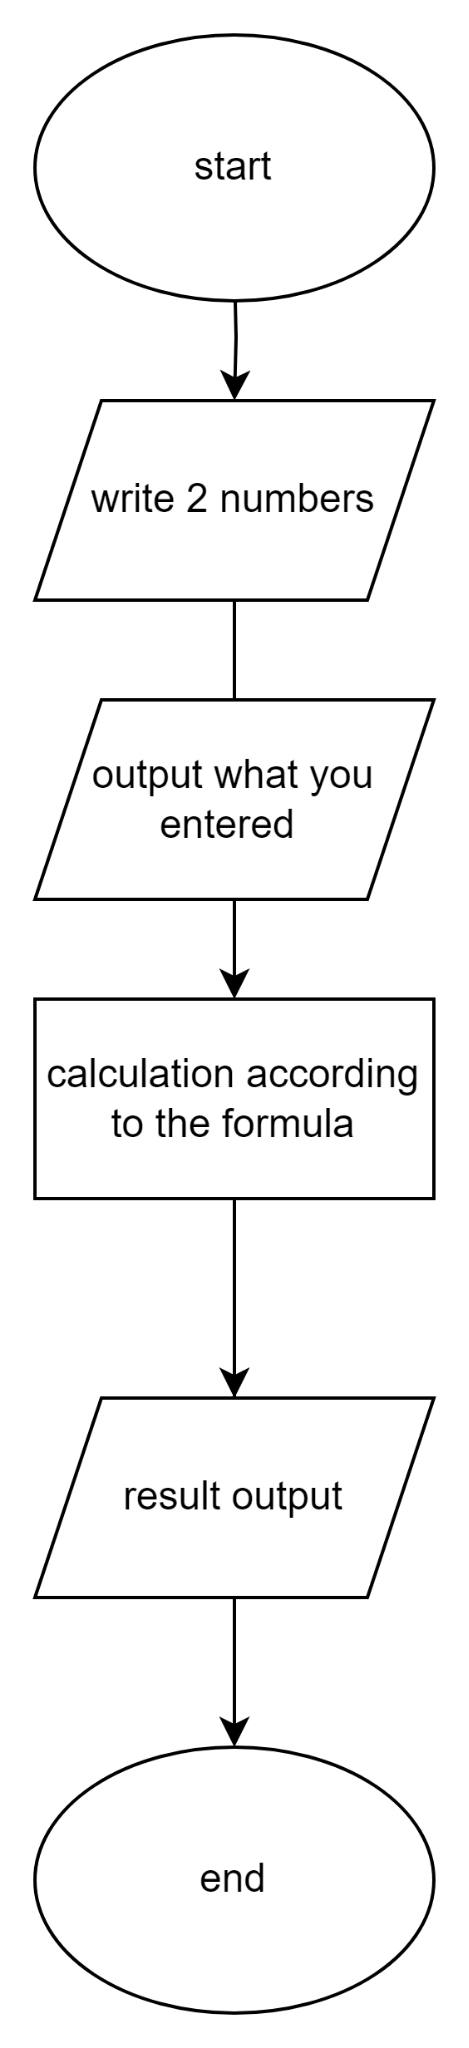 start
write 2 numbers
output what you
entered
calculation according
to the formula
result output
end